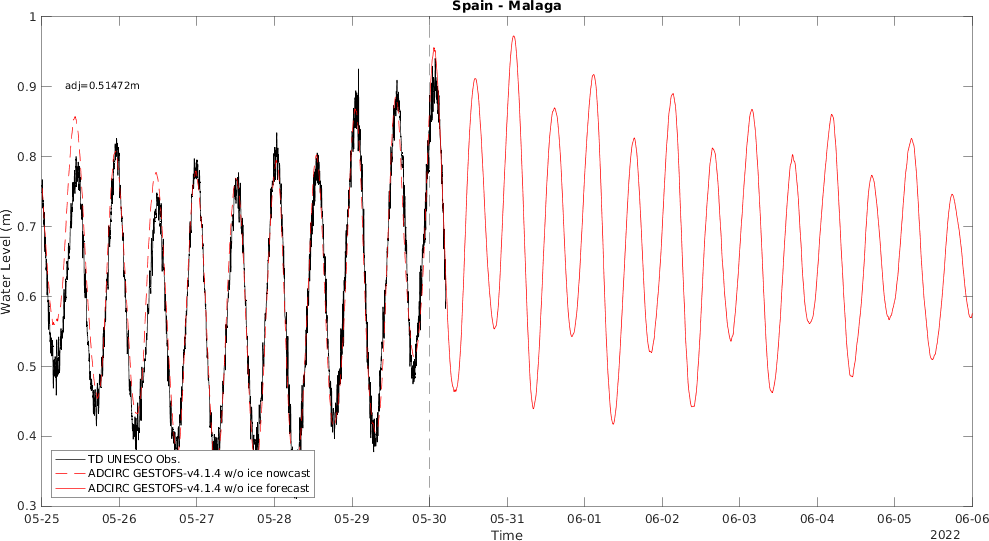 Spain - Malaga
1
0.9
0.8
0.7
0.6
0.5
0.4
0.3
Water Level (m)
adj=0.51472m
TD UNESCO Obs.
ADCIRC GESTOFS-v4.1.4 w/o ice nowcast
ADCIRC GESTOFS-v4.1.4 w/o ice forecast
05-25 05-26 05-27 05-28 05-29 05-30 05-31 06-01 06-02 06-03 06-04 06-05 06-06
Time
2022